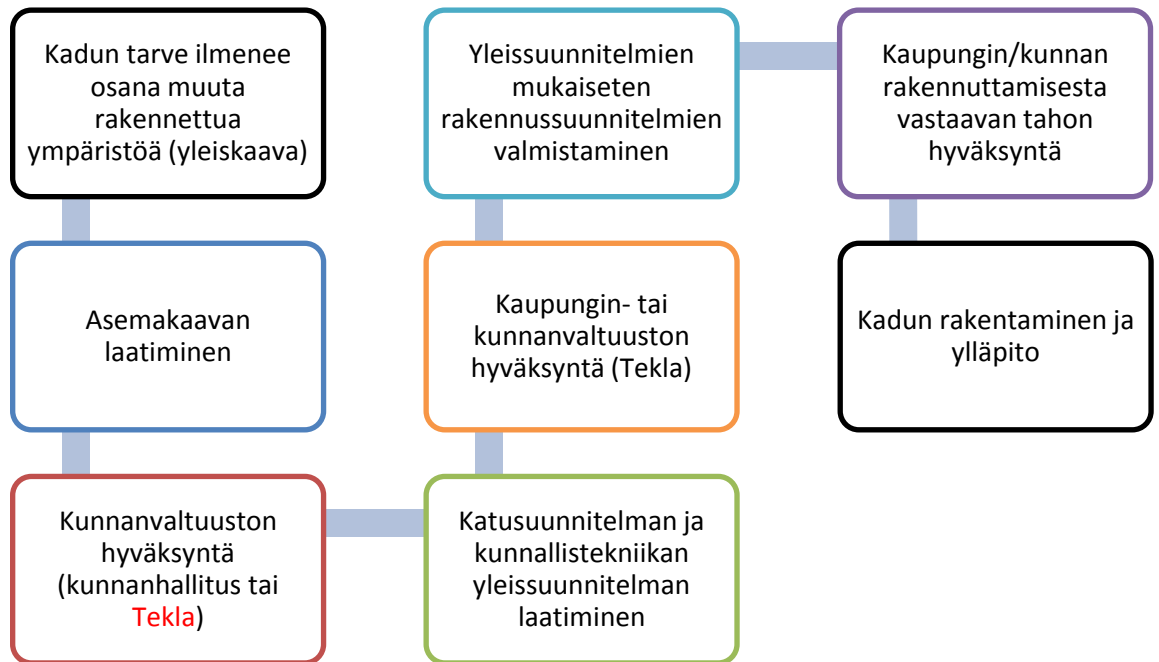 Kadun tarve ilmenee
osana muuta
rakennettua
ympäristöä (yleiskaava)
Asemakaavan
laatiminen
Kunnanvaltuuston
hyväksyntä
(kunnanhallitus tai
Tekla)
Katusuunnitelman ja
kunnallistekniikan
yleissuunnitelman
laatiminen
Kaupungin- tai
kunnanvaltuuston
hyväksyntä (Tekla)
Yleissuunnitelmien
mukaiseten
rakennussuunnitelmien
valmistaminen
Kaupungin/kunnan
rakennuttamisesta
vastaavan tahon
hyväksyntä
Kadun rakentaminen ja
ylläpito